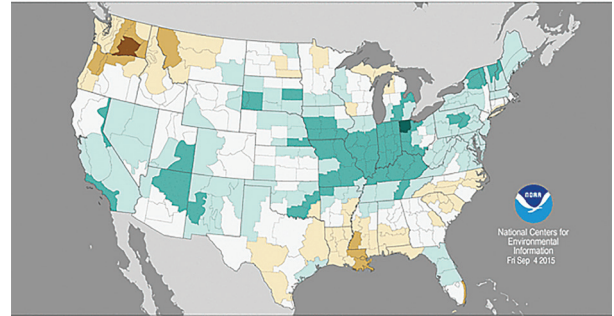 NOAA
National Centers for
Environmental
Information
Fri Sep 4 2015